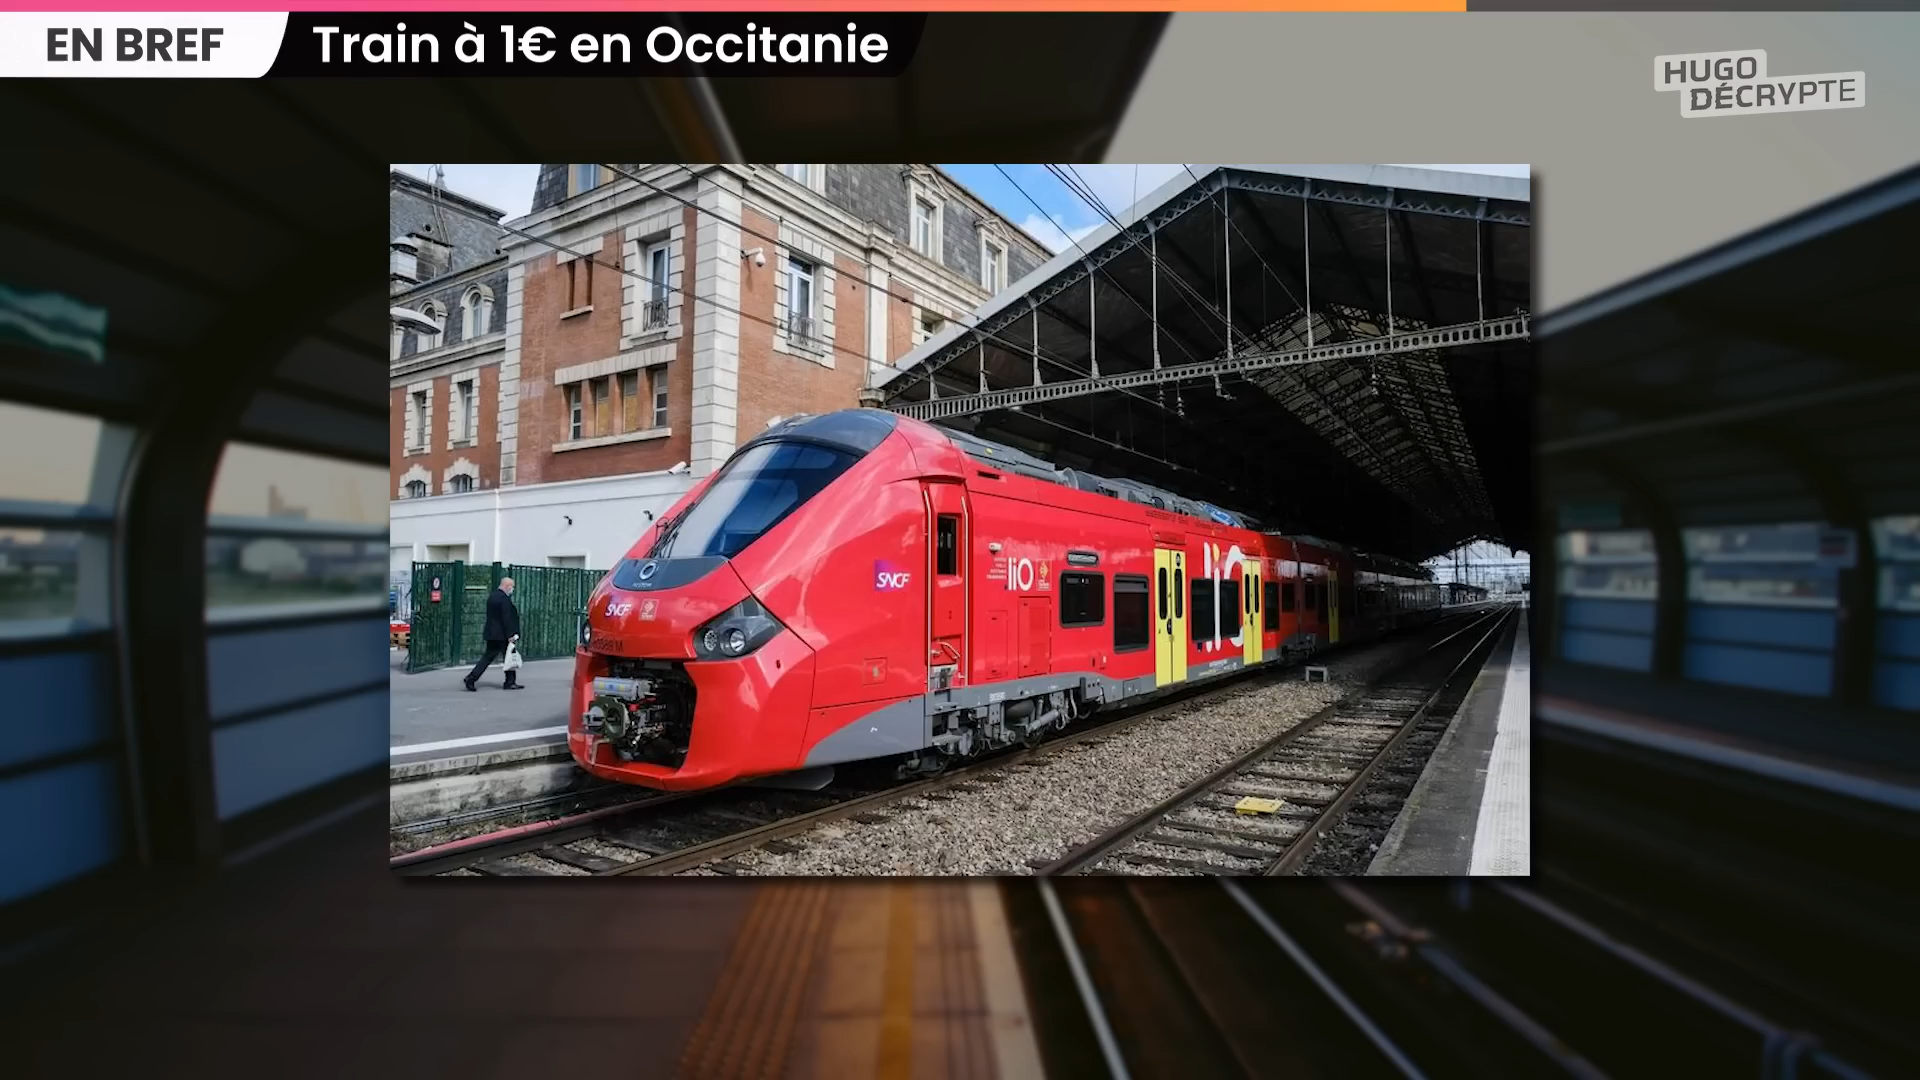 EN BREF
Train à 1€ en Occitanie
HUGO
DÉCRYPTE
SNCF
liO
liO
SNCF